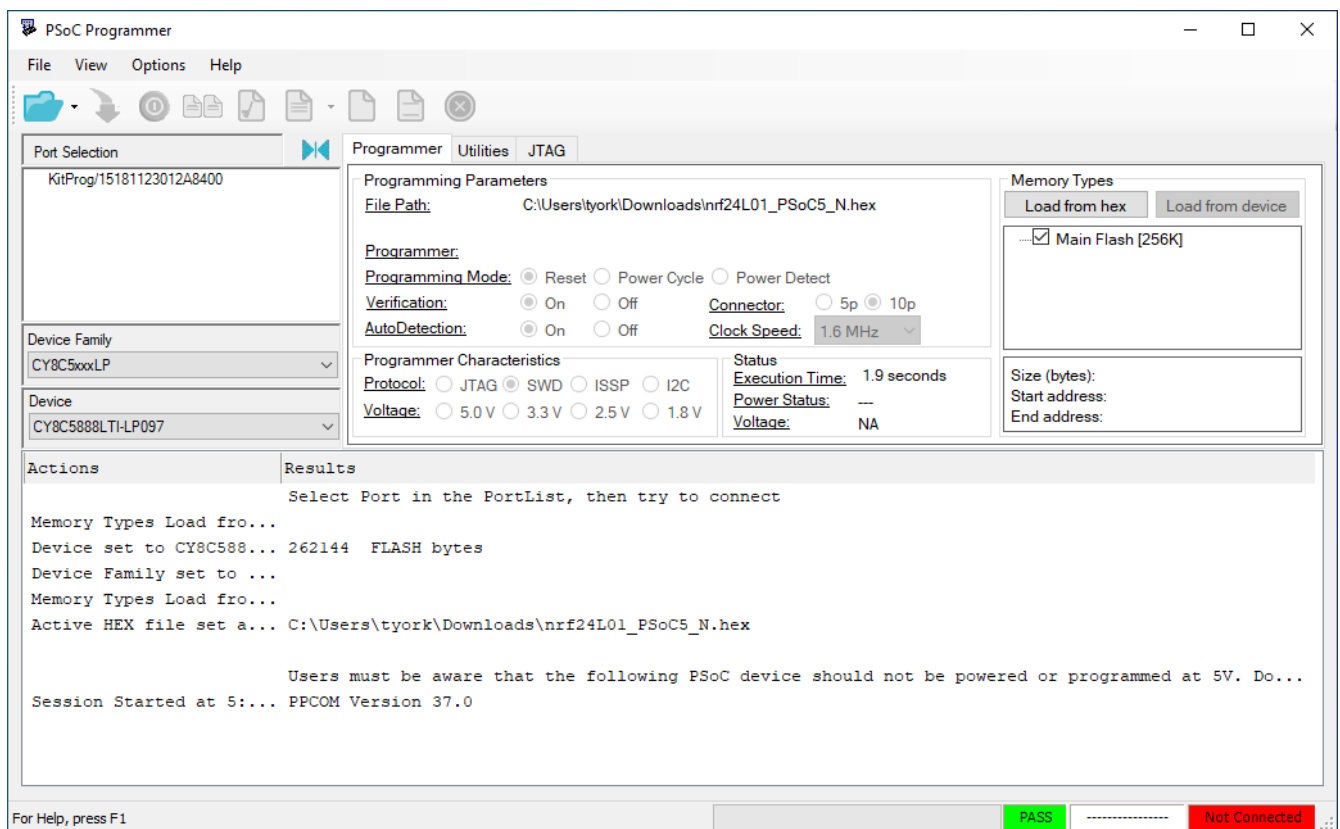 PSoC Programmer
File View Options Help
Port Selection
KitProg/15181123012A8400
Device Family
CY8C5xxxLP
Device
CY8C5888LTI-LP097
Programmer Utilities JTAG
Programming Parameters
File Path: C:\Users\tyork\Downloads\nrf24L01_PSoC5_N.hex
Programmer:
Programming Mode: Reset Power Cycle Power Detect
Verification: On Off Connector: 5p 10p
AutoDetection: On Off Clock Speed: 1.6 MHz
Programmer Characteristics
Protocol: JTAG SWD ISSP I2C
Voltage: 5.0 V 3.3 V 2.5 V 1.8 V
Status
Execution Time: 1.9 seconds
Power Status: ---
Voltage: NA
Memory Types
Load from hex Load from device
Main Flash [256K]
Size (bytes):
Start address:
End address:
Actions Results
Select Port in the PortList, then try to connect
Memory Types Load fro...
Device set to CY8C588... 262144 FLASH bytes
Device Family set to ...
Memory Types Load fro...
Active HEX file set a... C:\Users\tyork\Downloads\nrf24L01_PSoC5_N.hex
Users must be aware that the following PSoC device should not be powered or programmed at 5V. Do...
Session Started at 5:... PPCOM Version 37.0
For Help, press F1 PASS ---------------- Not Connected